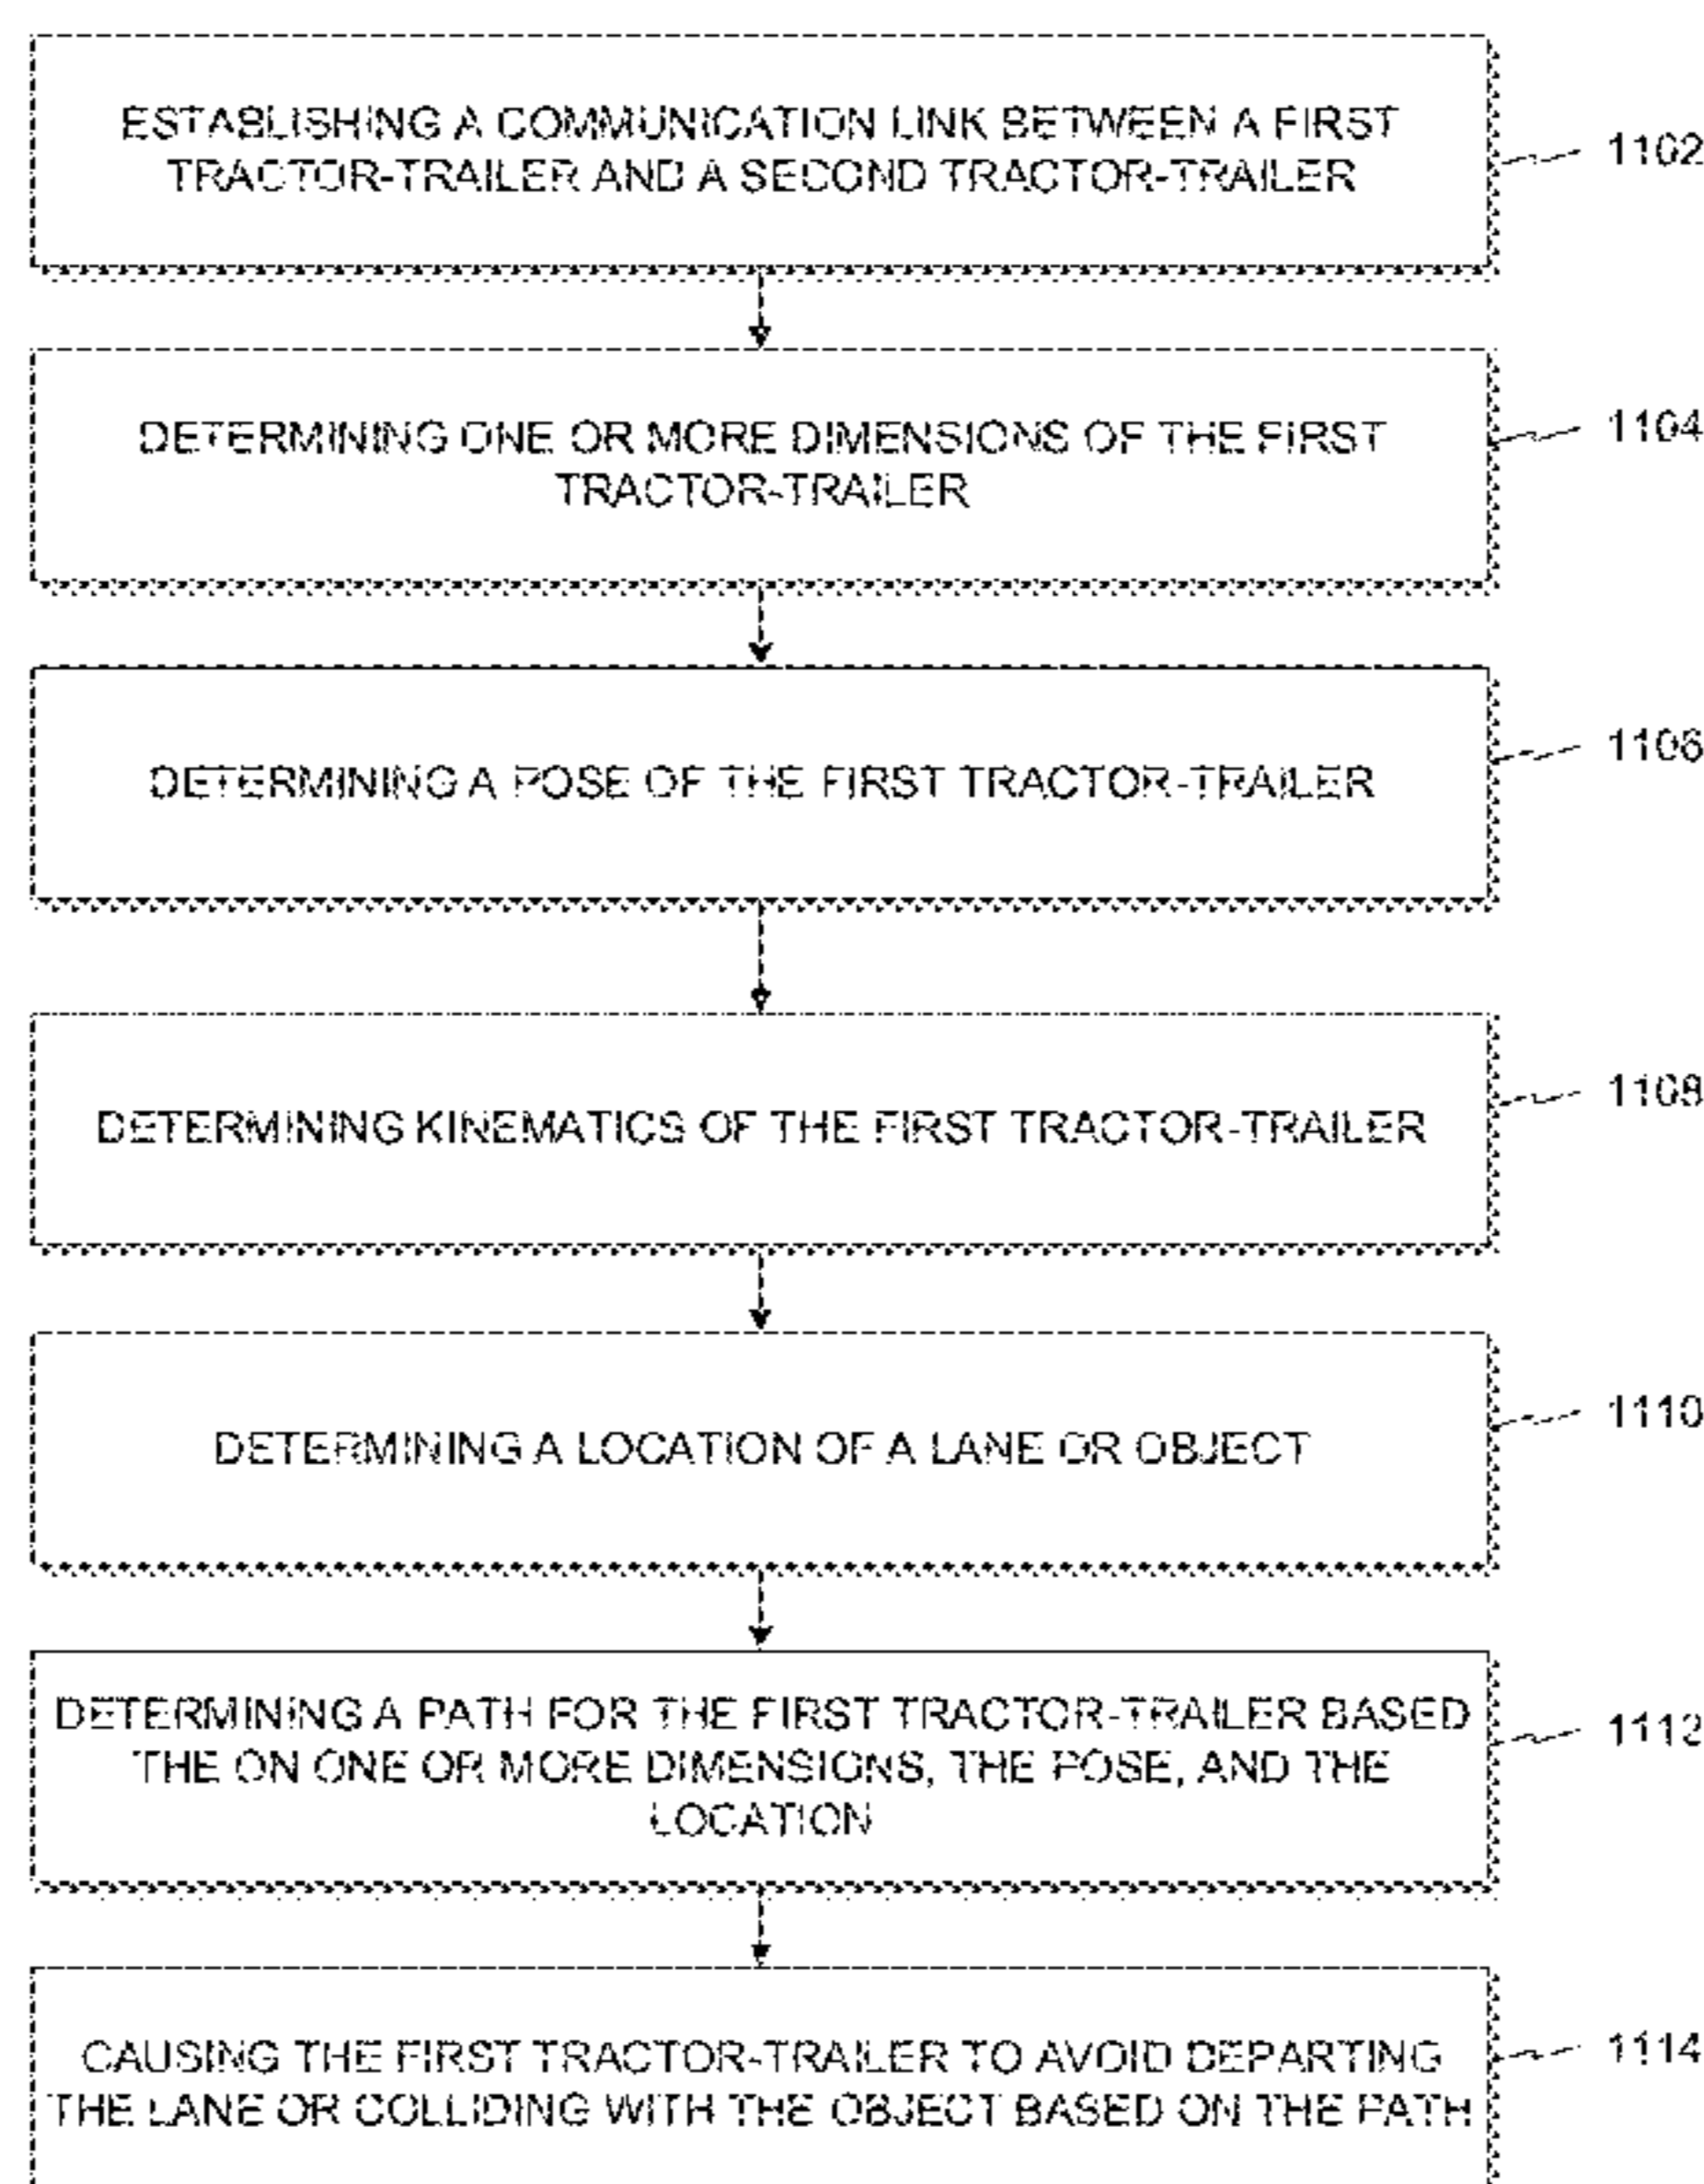 ESTABLISHING A COMMUNICATION LINK BETWEEN A FIRST
TRACTOR-TRAILER AND A SECOND TRACTOR-TRAILER
1102
DETERMINING ONE OR MORE DIMENSIONS OF THE FIRST
TRACTOR-TRAILER
1104
DETERMINING A POSE OF THE FIRST TRACTOR-TRAILER
1106
DETERMINING KINEMATICS OF THE FIRST TRACTOR-TRAILER
1108
DETERMINING A LOCATION OF A LANE OR OBJECT
1110
DETERMINING A PATH FOR THE FIRST TRACTOR-TRAILER BASED
THE ON ONE OR MORE DIMENSIONS, THE POSE, AND THE
LOCATION
1112
CAUSING THE FIRST TRACTOR-TRAILER TO AVOID DEPARTING
THE LANE OR COLLIDING WITH THE OBJECT BASED ON THE PATH
1114